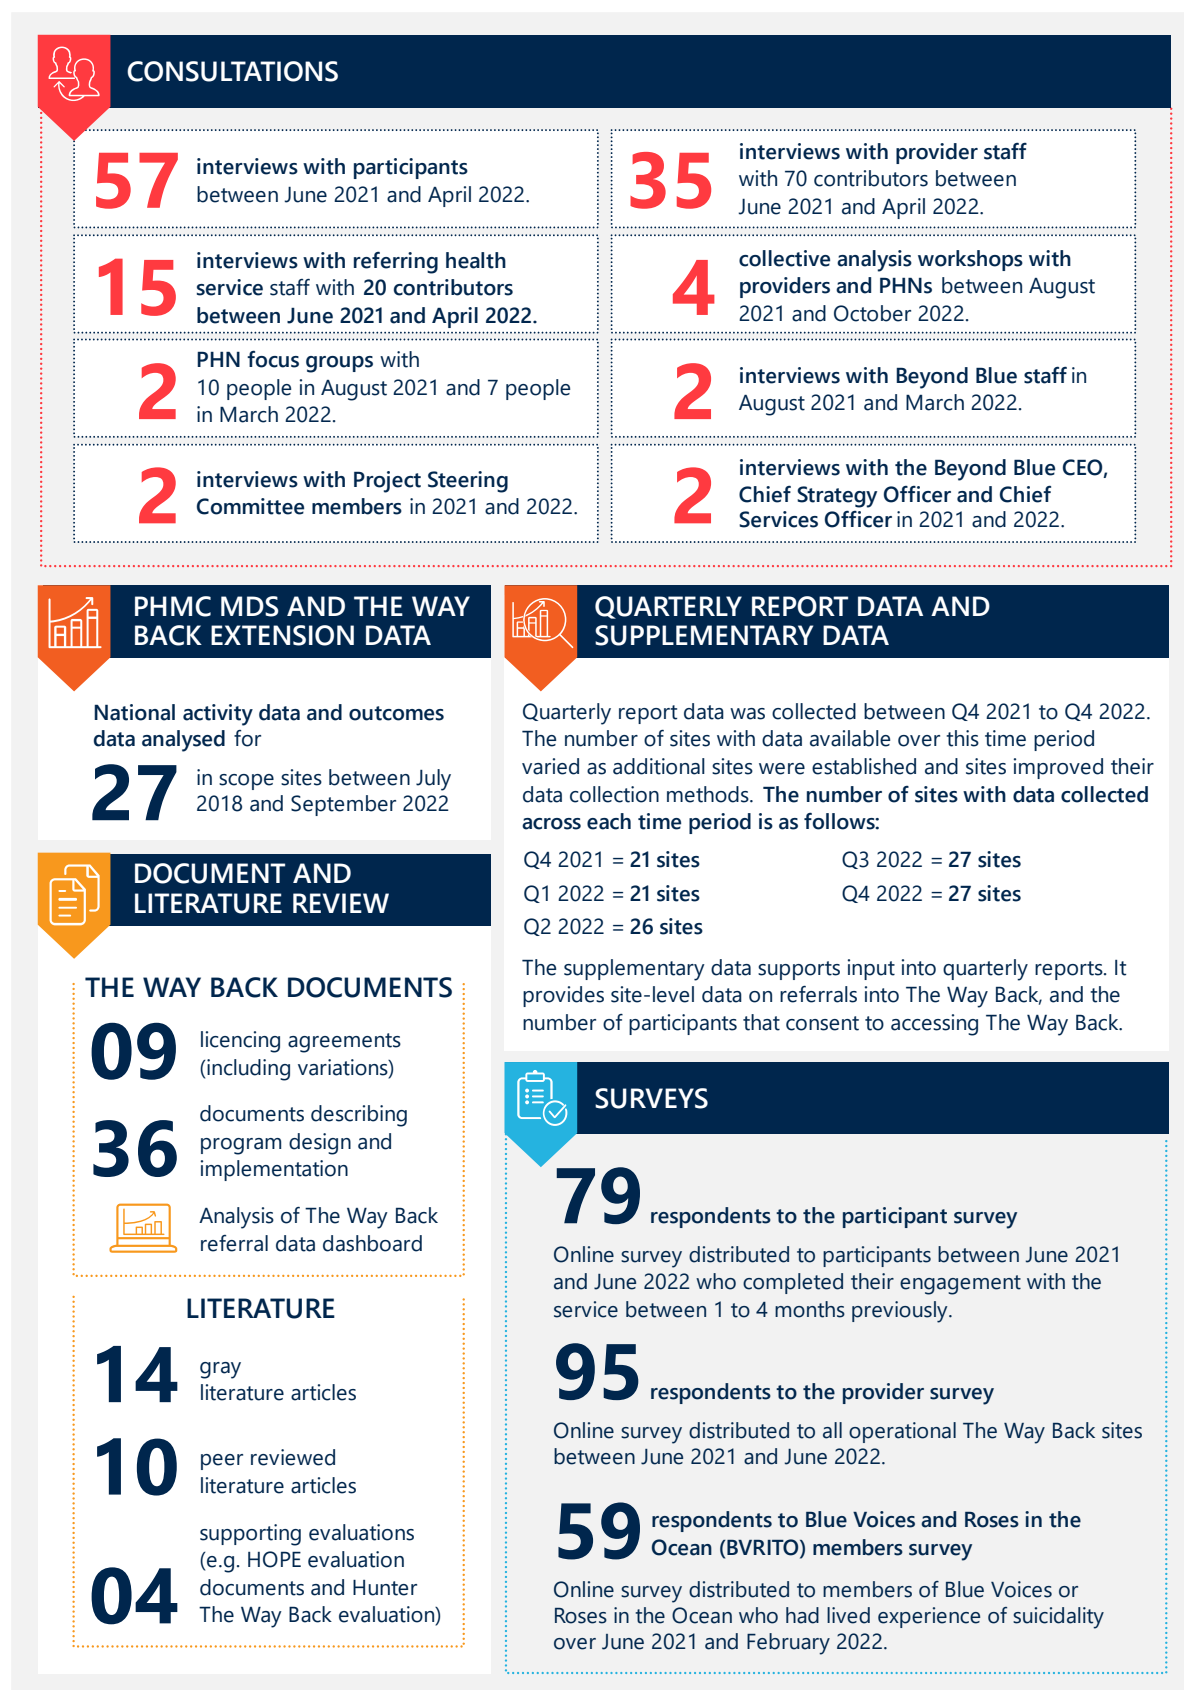 CONSULTATIONS
57
interviews with participants
between June 2021 and April 2022.
35
interviews with provider staff
with 70 contributors between
June 2021 and April 2022.
15
interviews with referring health
service staff with 20 contributors
between June 2021 and April 2022.
4
collective analysis workshops with
providers and PHNs between August
2021 and October 2022.
2
PHN focus groups with
10 people in August 2021 and 7 people
in March 2022.
2
interviews with Beyond Blue staff in
August 2021 and March 2022.
2
interviews with Project Steering
Committee members in 2021 and 2022.
2
interviews with the Beyond Blue CEO,
Chief Strategy Officer and Chief
Services Officer in 2021 and 2022.
PHMC MDS AND THE WAY
BACK EXTENSION DATA
National activity data and outcomes
data analysed for
27
in scope sites between July
2018 and September 2022
DOCUMENT AND
LITERATURE REVIEW
THE WAY BACK DOCUMENTS
09
licencing agreements
(including variations)
36
documents describing
program design and
implementation
Analysis of The Way Back
referral data dashboard
LITERATURE
14
gray
literature articles
10
peer reviewed
literature articles
04
supporting evaluations
(e.g. HOPE evaluation
documents and Hunter
The Way Back evaluation)
QUARTERLY REPORT DATA AND
SUPPLEMENTARY DATA
Quarterly report data was collected between Q4 2021 to Q4 2022.
The number of sites with data available over this time period
varied as additional sites were established and sites improved their
data collection methods. The number of sites with data collected
across each time period is as follows:
Q4 2021 = 21 sites
Q1 2022 = 21 sites
Q2 2022 = 26 sites
Q3 2022 = 27 sites
Q4 2022 = 27 sites
The supplementary data supports input into quarterly reports. It
provides site-level data on referrals into The Way Back, and the
number of participants that consent to accessing The Way Back.
SURVEYS
79 respondents to the participant survey
Online survey distributed to participants between June 2021
and June 2022 who completed their engagement with the
service between 1 to 4 months previously.
95 respondents to the provider survey
Online survey distributed to all operational The Way Back sites
between June 2021 and June 2022.
59
respondents to Blue Voices and Roses in the
Ocean (BVRITO) members survey
Online survey distributed to members of Blue Voices or
Roses in the Ocean who had lived experience of suicidality
over June 2021 and February 2022.